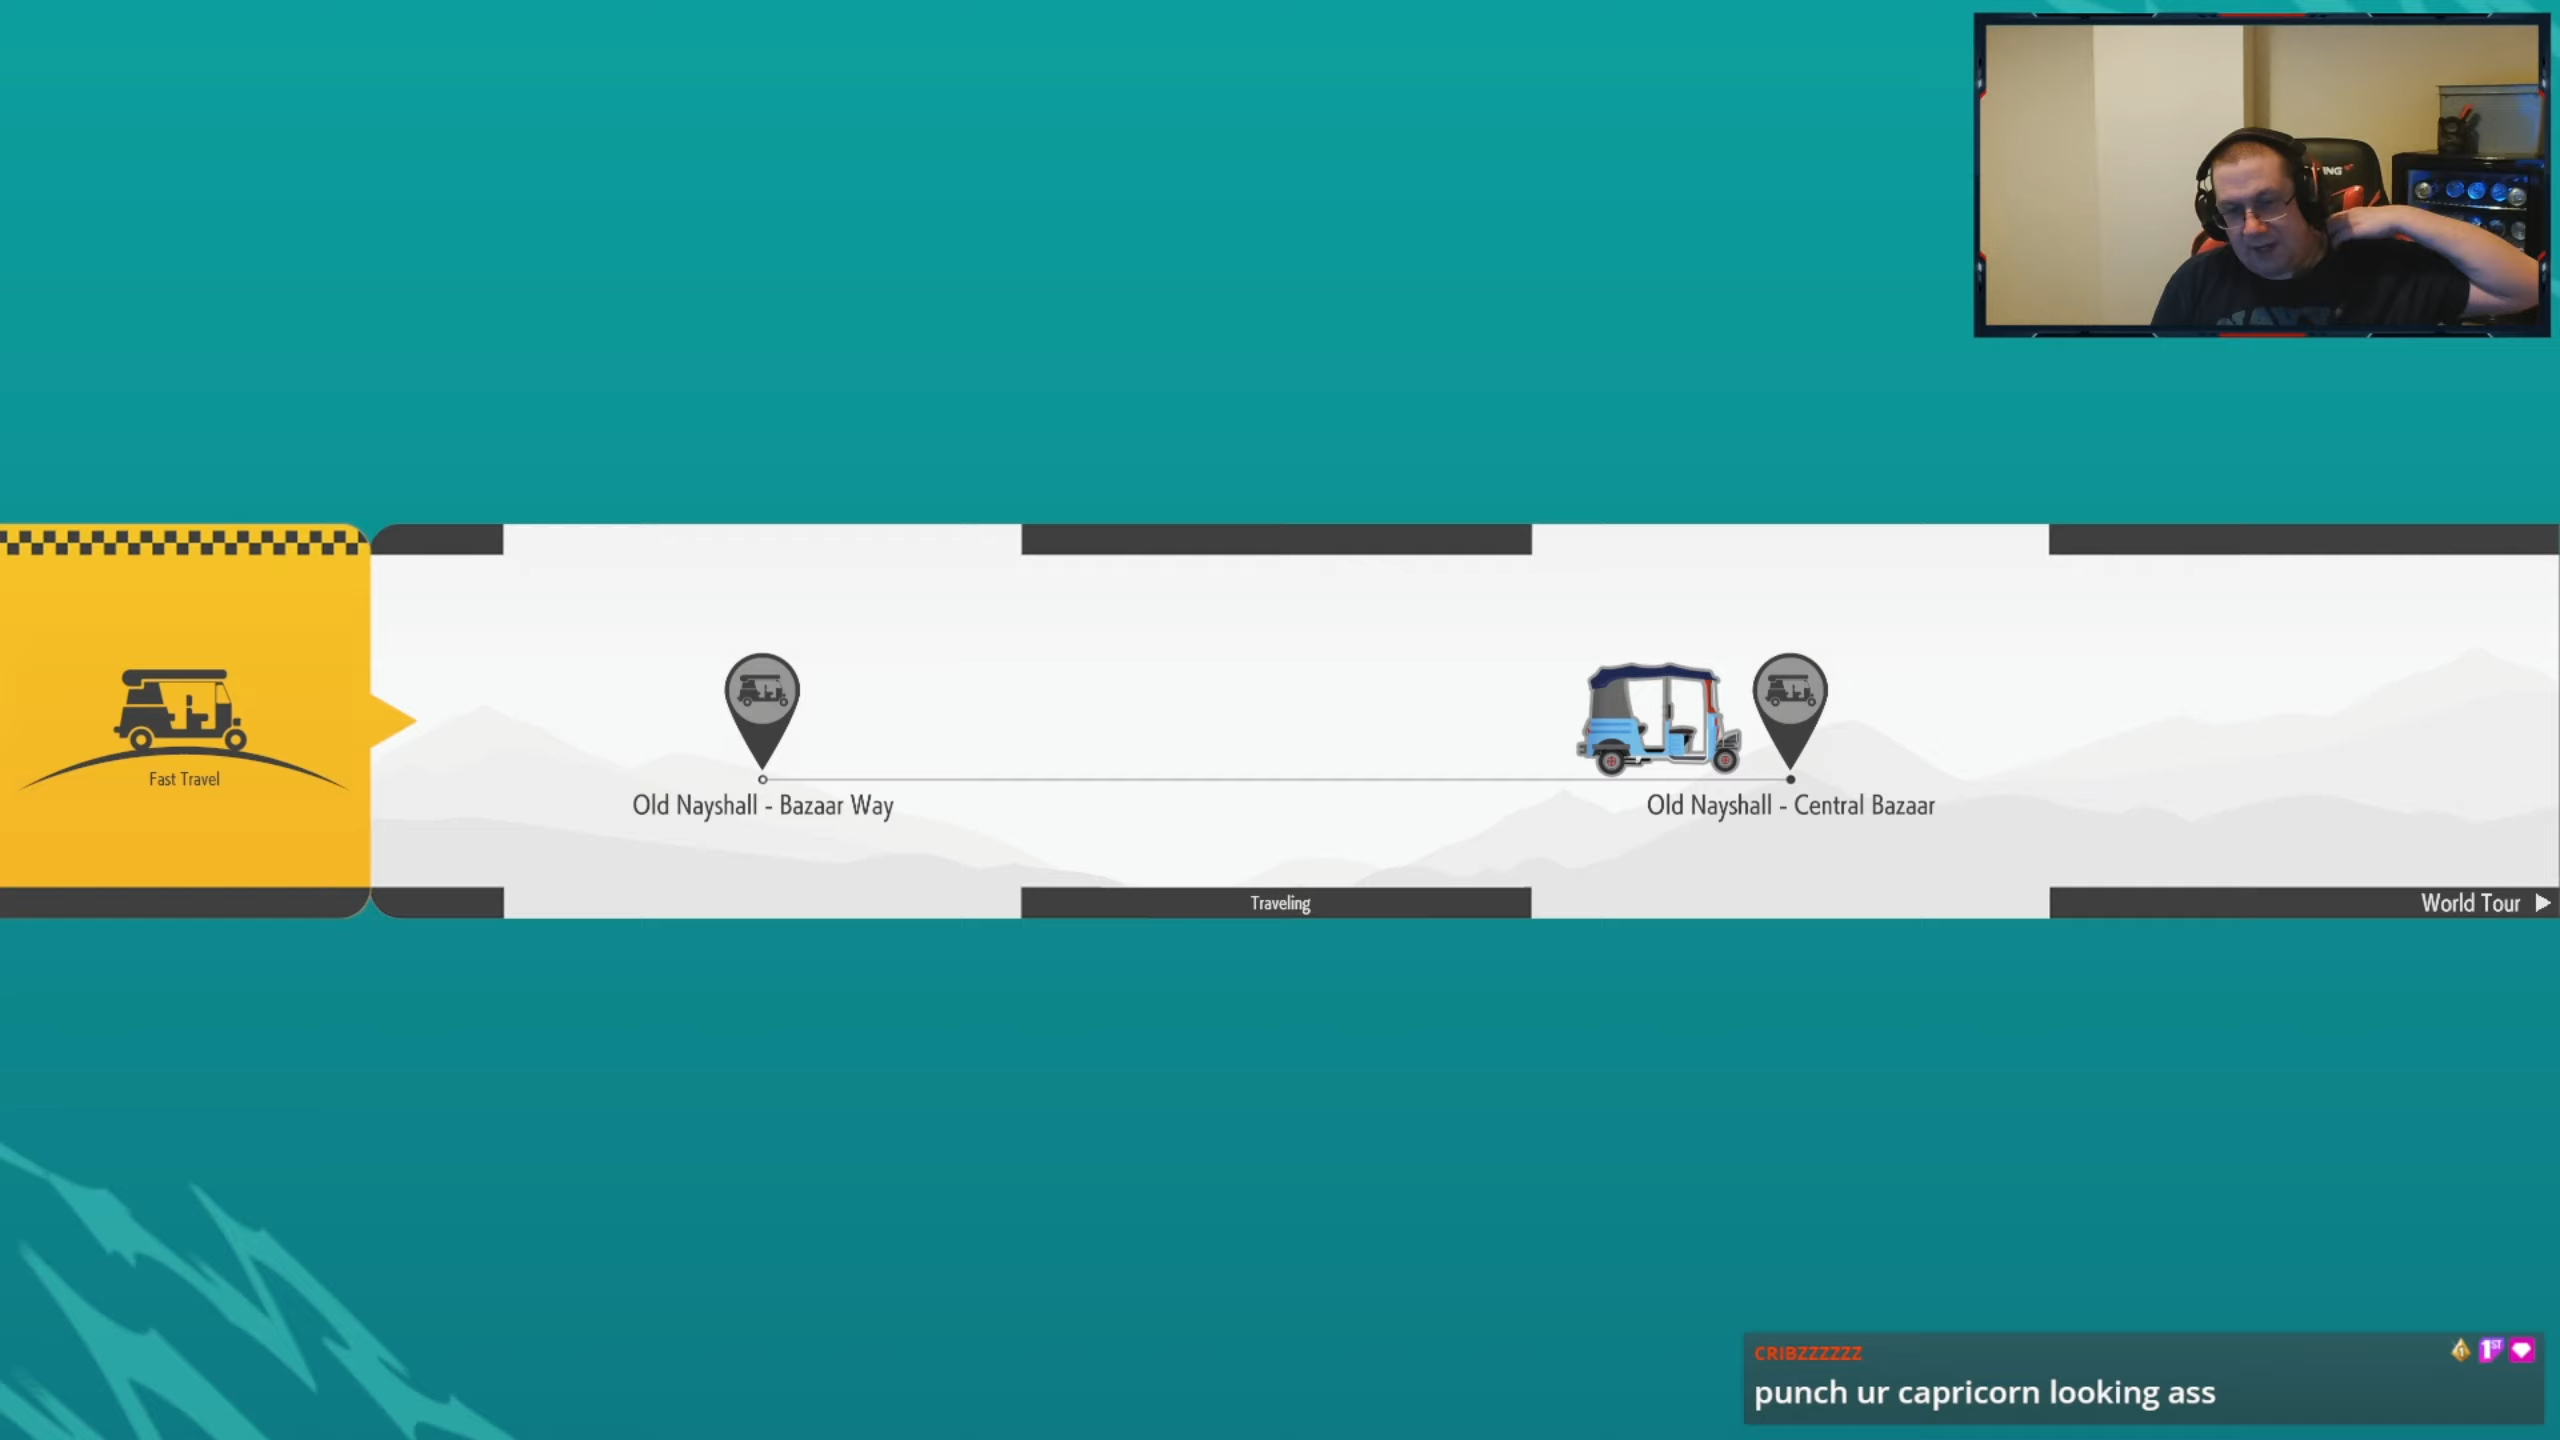 Fast Travel
Old Nayshall - Bazaar Way
Old Nayshall - Central Bazaar
Traveling
World Tour
CRIBZZZZZZ
1ST
punch ur capricorn looking ass